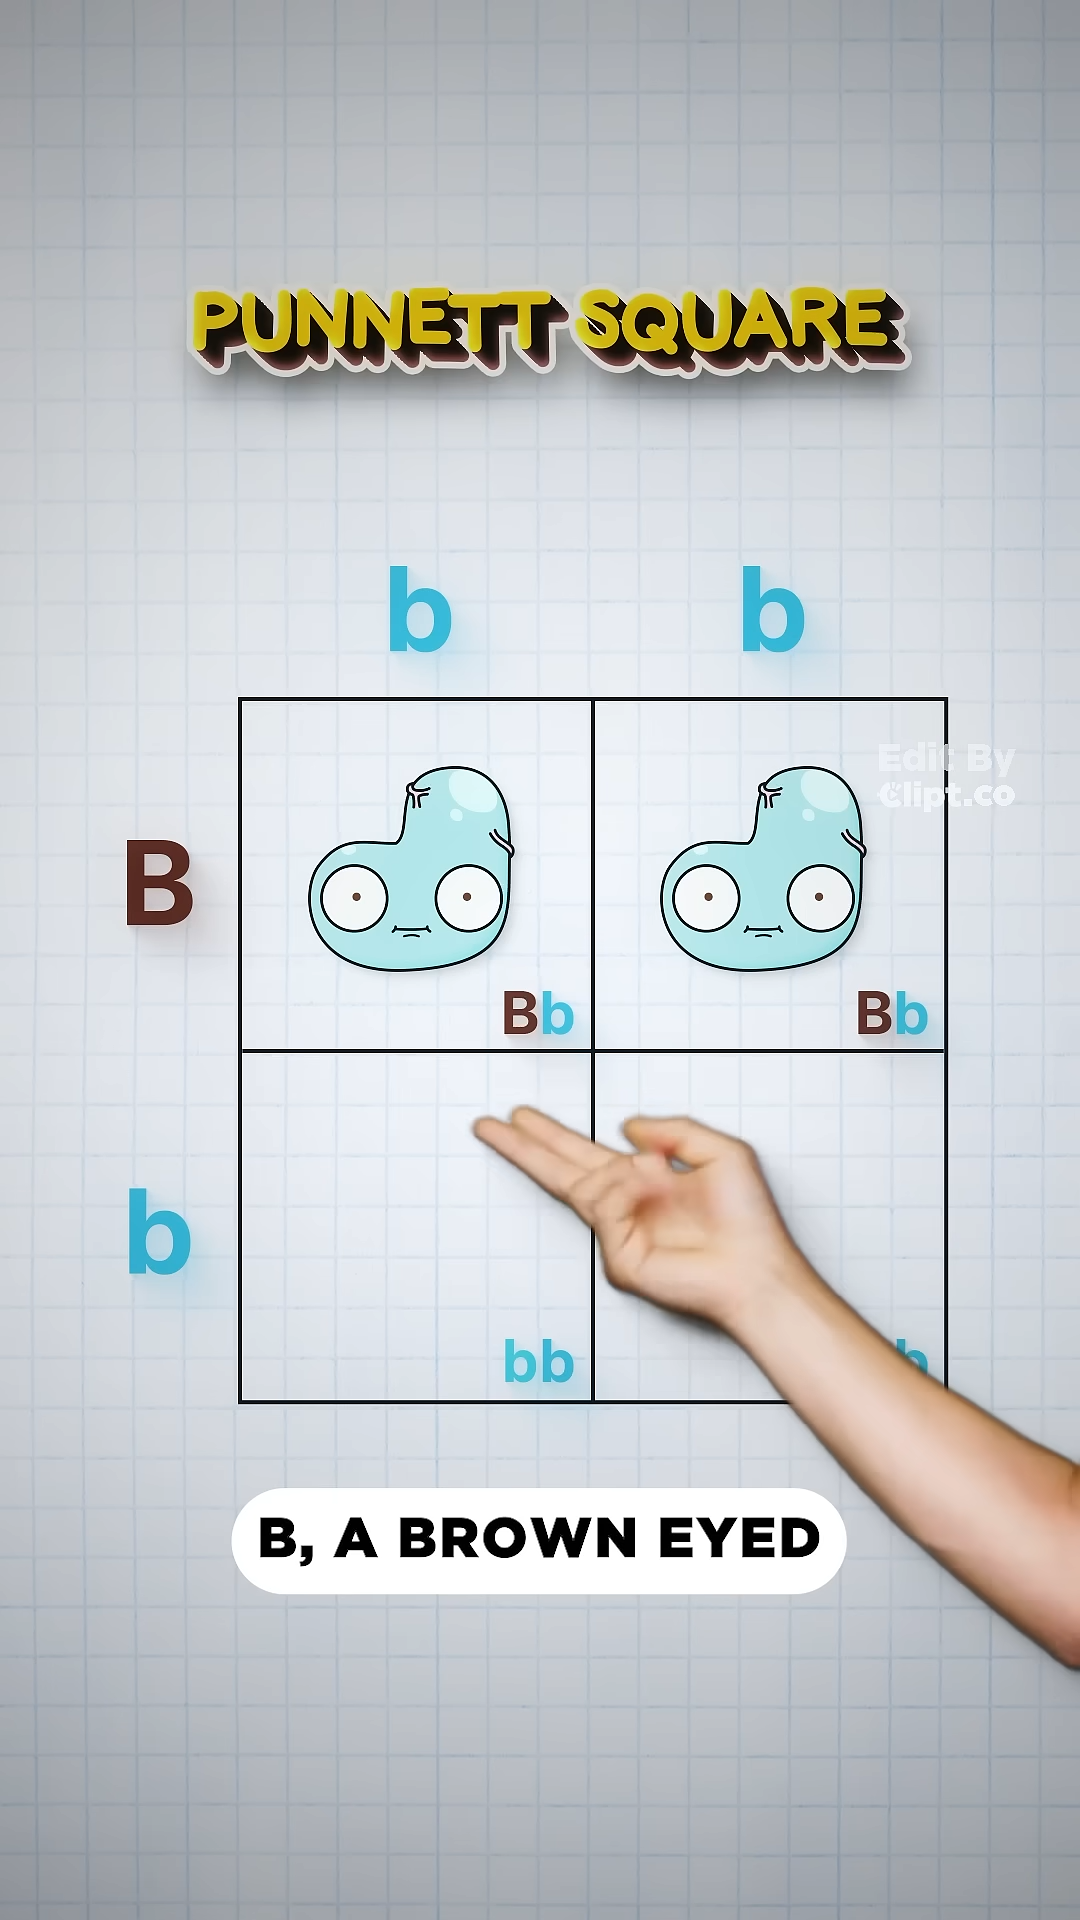 PUNNETT SQUARE
b b
Edit By
Clipt.co
B
Bb Bb
b
bb b
B, A BROWN EYED